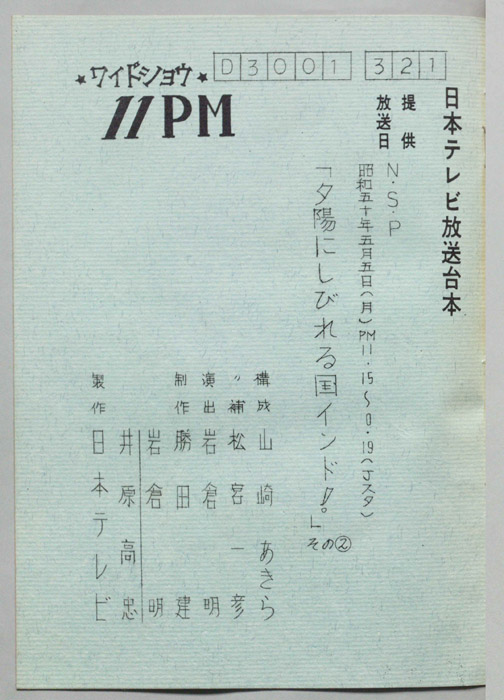 日本テレビ放送台本
D3001 321
★ワイドショウ★
11PM
提供 N・S・P
放送日 昭和五十年五月五日(月)PM11・15〜0・19(Jスタ)
「夕陽にしびれる国インド!。」その②
構成 山崎あきら
〃補 松宮一彦
演出 岩倉明
制作 勝田建
岩倉明
井原高忠
製作 日本テレビ